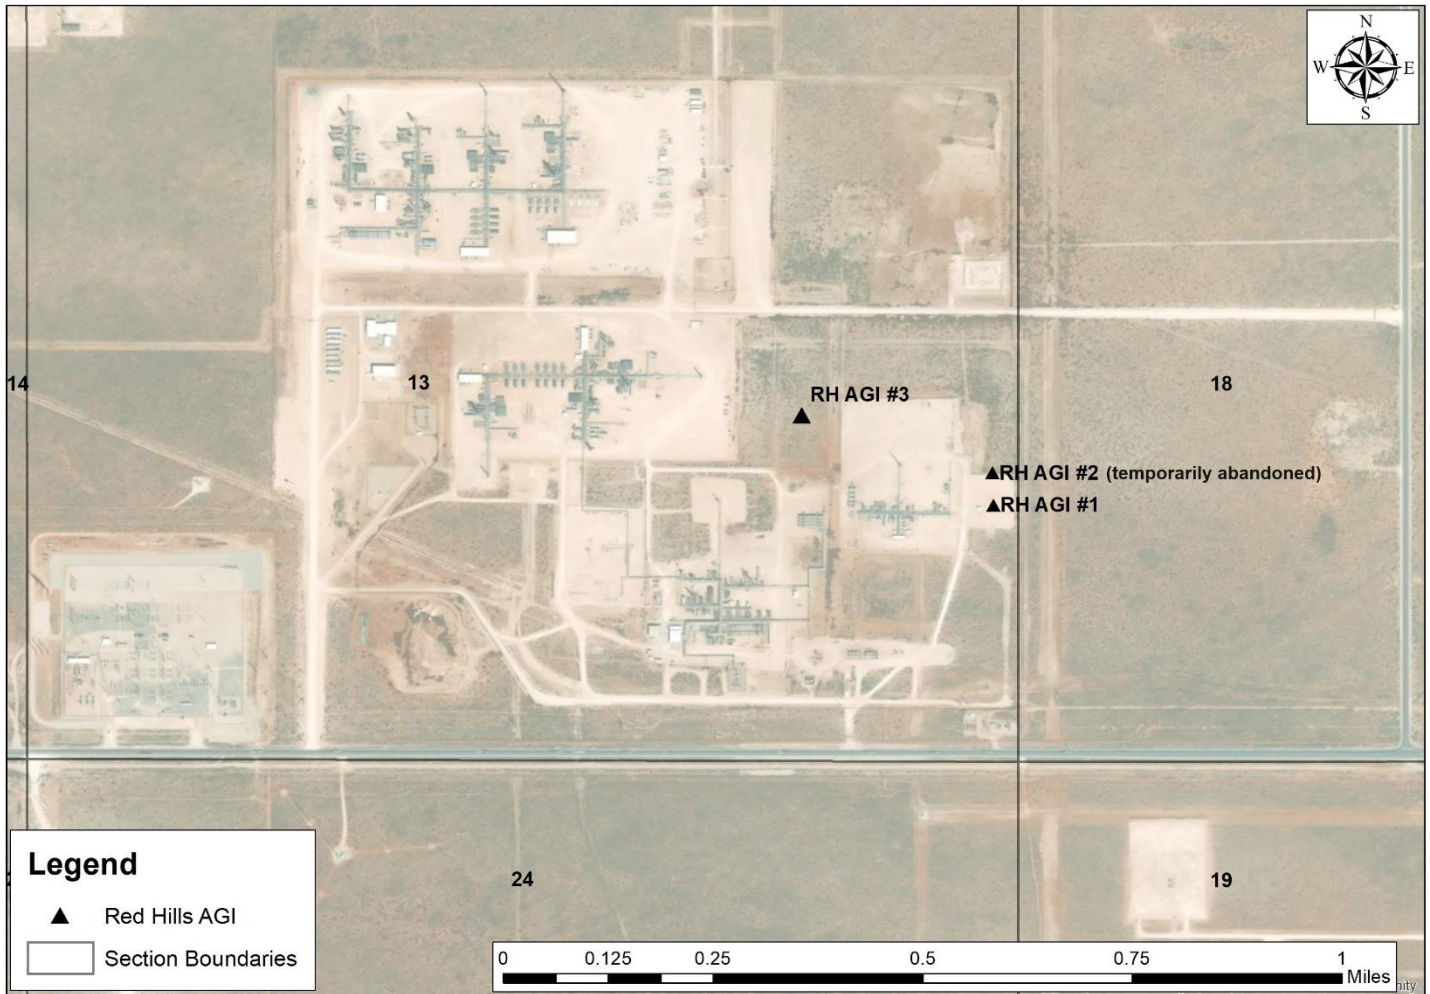 N
W E
S
14
13
18
RH AGI #3
RH AGI #2 (temporarily abandoned)
RH AGI #1
24
19
Legend
Red Hills AGI
Section Boundaries
0 0.125 0.25 0.5 0.75 1
Miles